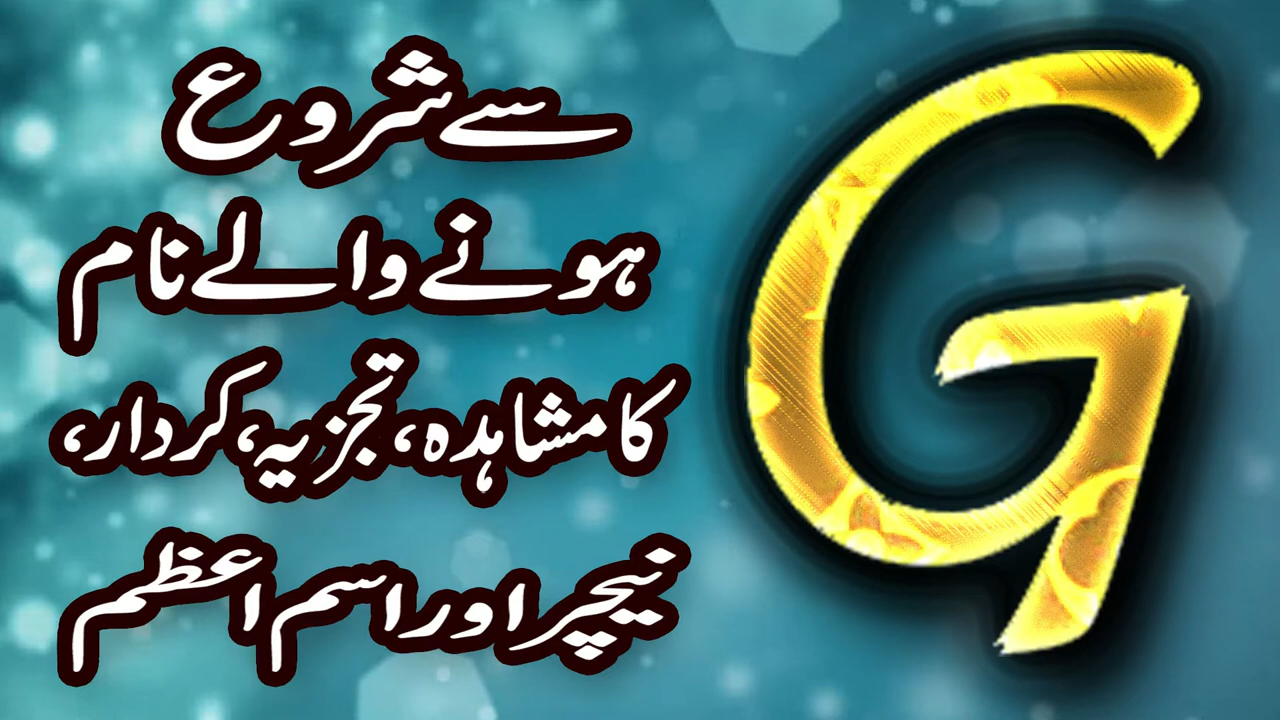 G
سے شروع
ہونے والے نام
کا مشاہدہ، تجزیہ، کردار،
نیچر اور اسم اعظم